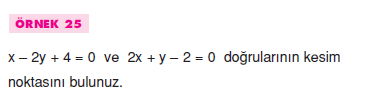 ÖRNEK 25
x – 2y + 4 = 0 ve 2x + y – 2 = 0 doğrularının kesim
noktasını bulunuz.